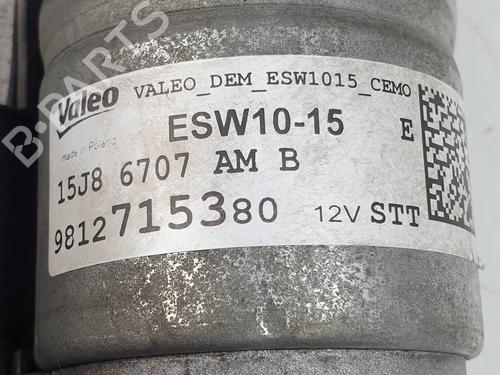 Valeo VALEO_DEM_ESW1015_CEMO
made in Poland
ESW10-15 E
15J8 6707 AM B
9812715380 12V STT
B-PARTS